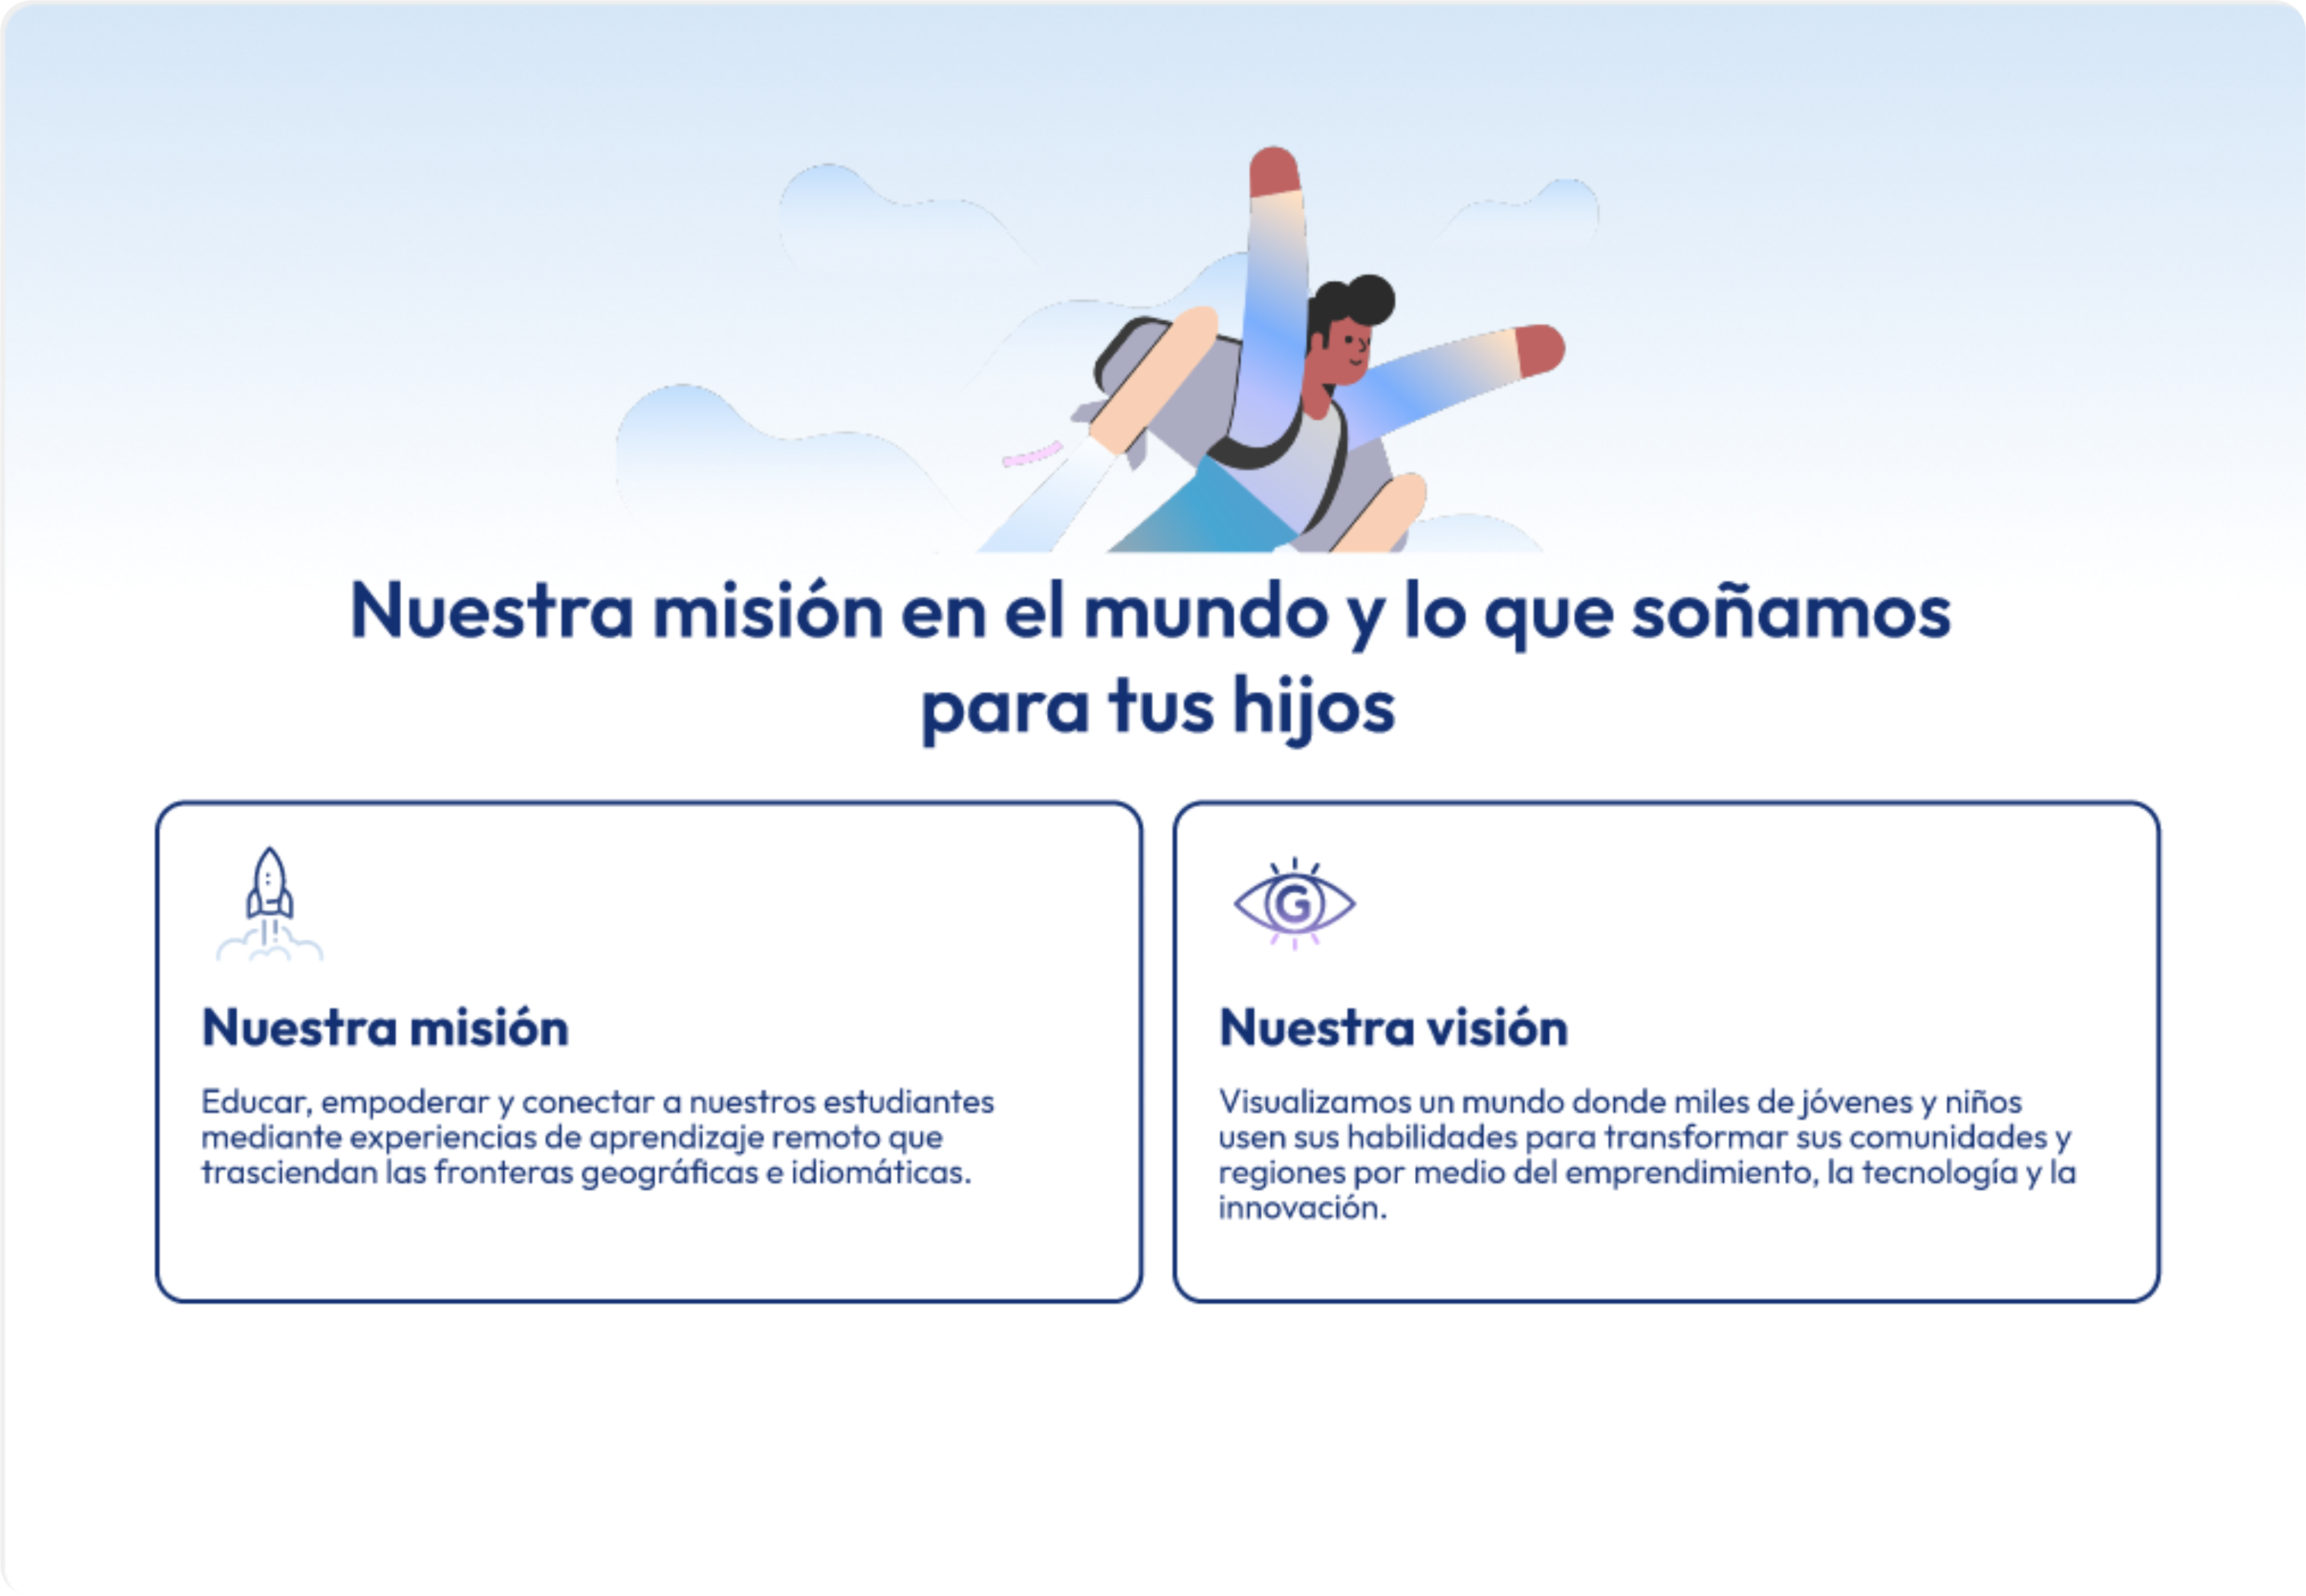 Nuestra misión en el mundo y lo que soñamos
para tus hijos
Nuestra misión
Educar, empoderar y conectar a nuestros estudiantes
mediante experiencias de aprendizaje remoto que
trasciendan las fronteras geográficas e idiomáticas.
G
Nuestra visión
Visualizamos un mundo donde miles de jóvenes y niños
usen sus habilidades para transformar sus comunidades y
regiones por medio del emprendimiento, la tecnología y la
innovación.